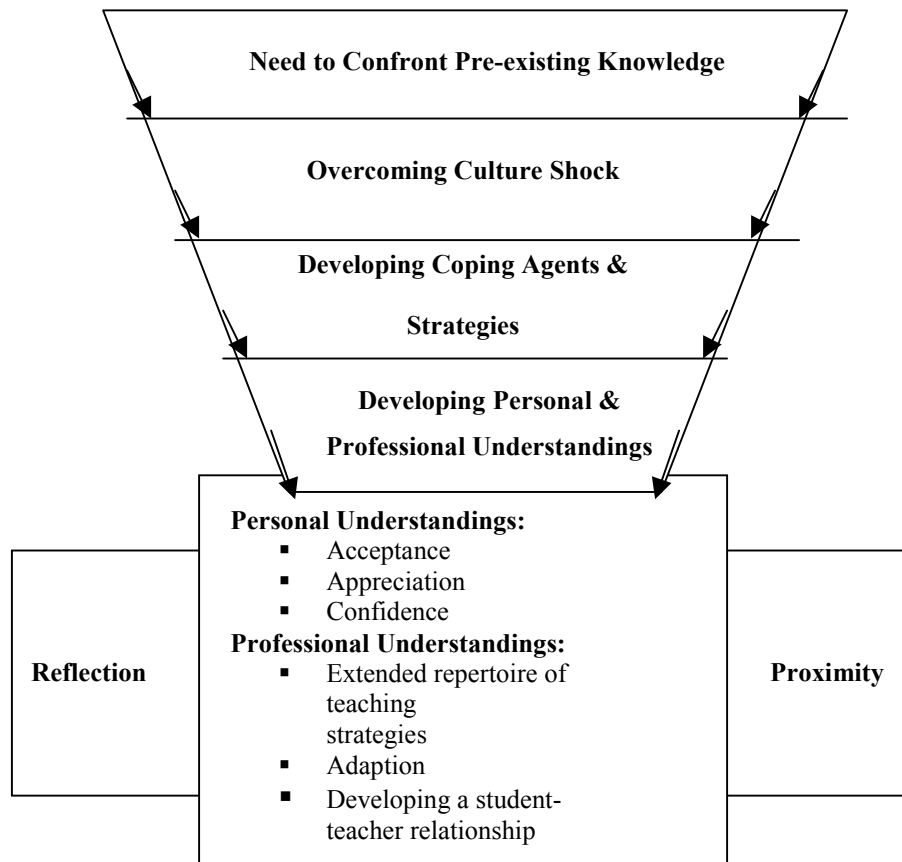 Need to Confront Pre-existing Knowledge
Overcoming Culture Shock
Developing Coping Agents &
Strategies
Developing Personal &
Professional Understandings
Personal Understandings:
▪ Acceptance
▪ Appreciation
▪ Confidence
Professional Understandings:
▪ Extended repertoire of
teaching
strategies
▪ Adaption
▪ Developing a student-
teacher relationship
Reflection
Proximity